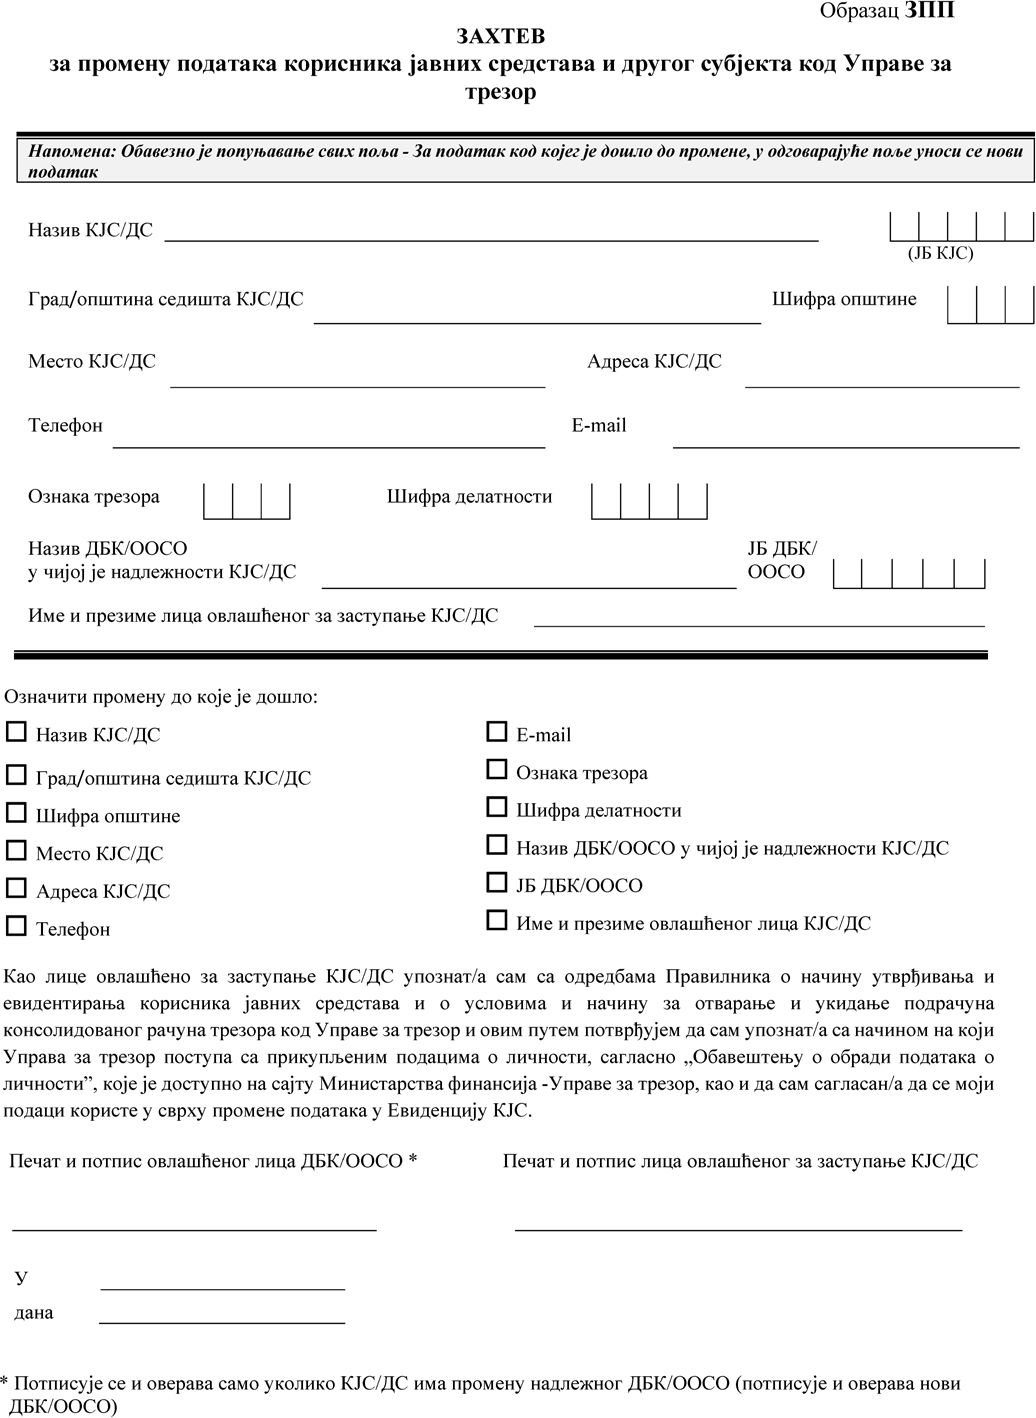 Образац ЗПП
ЗАХТЕВ
за промену података корисника јавних средстава и другог субјекта код Управе за
трезор
Напомена: Обавезно је попуњавање свих поља - За податак код којег је дошло до промене, у одговарајуће поље уноси се нови
податак
Назив КЈС/ДС
(ЈБ КЈС)
Град/општина седишта КЈС/ДС Шифра општине
Место КЈС/ДС Адреса КЈС/ДС
Телефон E-mail
Ознака трезора Шифра делатности
Назив ДБК/ООСО ЈБ ДБК/
у чијој је надлежности КЈС/ДС ООСО
Име и презиме лица овлашћеног за заступање КЈС/ДС
Означити промену до које је дошло:
Назив КЈС/ДС E-mail
Град/општина седишта КЈС/ДС Ознака трезора
Шифра општине Шифра делатности
Место КЈС/ДС Назив ДБК/ООСО у чијој је надлежности КЈС/ДС
Адреса КЈС/ДС ЈБ ДБК/ООСО
Телефон Име и презиме овлашћеног лица КЈС/ДС
Као лице овлашћено за заступање КЈС/ДС упознат/а сам са одредбама Правилника о начину утврђивања и
евидентирања корисника јавних средстава и о условима и начину за отварање и укидање подрачуна
консолидованог рачуна трезора код Управе за трезор и овим путем потврђујем да сам упознат/а са начином на који
Управа за трезор поступа са прикупљеним подацима о личности, сагласно „Обавештењу о обради података о
личности”, које је доступно на сајту Министарства финансија -Управе за трезор, као и да сам сагласан/а да се моји
подаци користе у сврху промене података у Евиденцију КЈС.
Печат и потпис овлашћеног лица ДБК/ООСО * Печат и потпис лица овлашћеног за заступање КЈС/ДС
У
дана
* Потписује се и оверава само уколико КЈС/ДС има промену надлежног ДБК/ООСО (потписује и оверава нови
ДБК/ООСО)